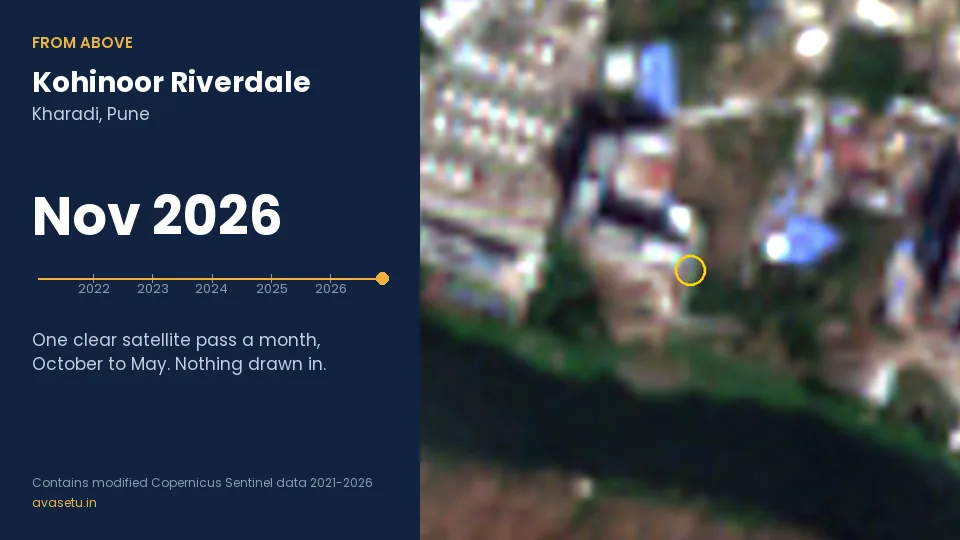 FROM ABOVE
Kohinoor Riverdale
Kharadi, Pune
Nov 2026
2022 2023 2024 2025 2026
One clear satellite pass a month,
October to May. Nothing drawn in.
Contains modified Copernicus Sentinel data 2021-2026
avasetu.in